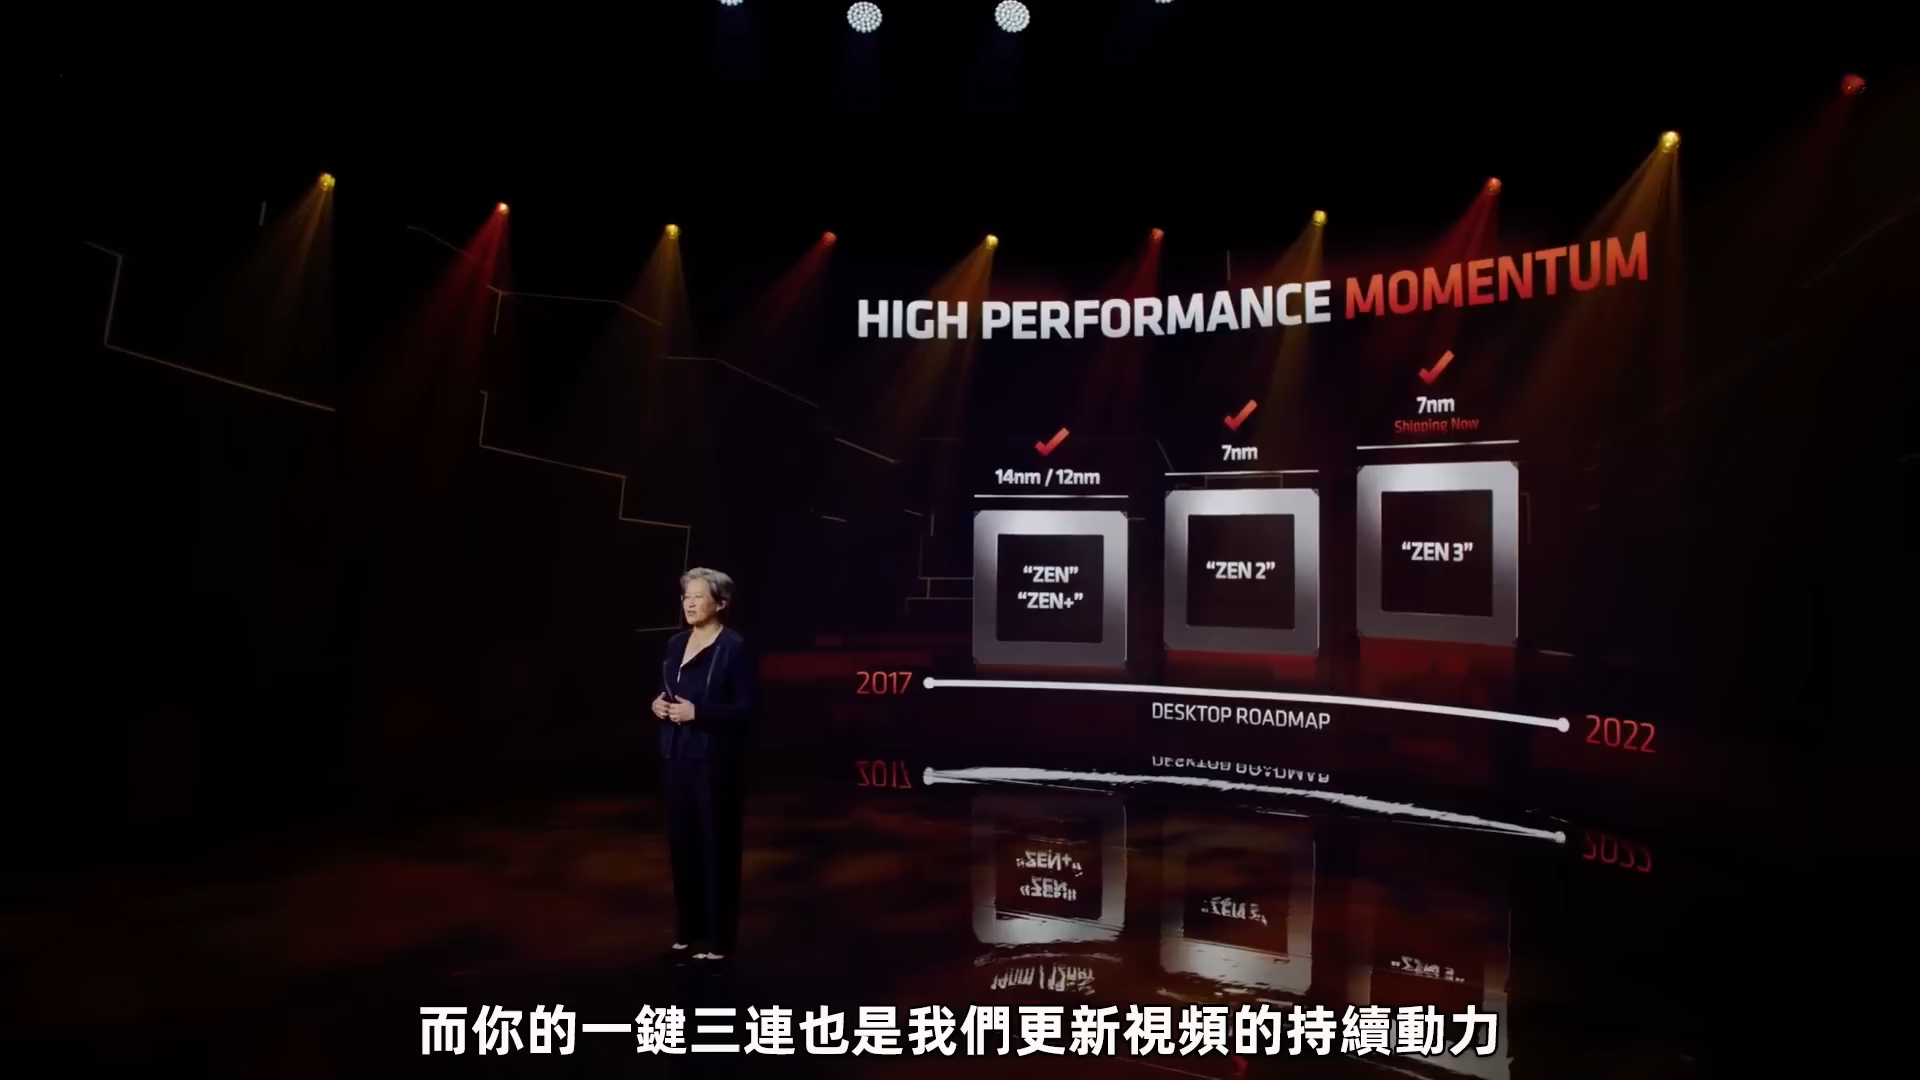 HIGH PERFORMANCE MOMENTUM
14nm / 12nm
7nm
7nm
Shipping Now
“ZEN”
“ZEN+”
“ZEN 2”
“ZEN 3”
2017
DESKTOP ROADMAP
2022
而你的一鍵三連也是我們更新視頻的持續動力